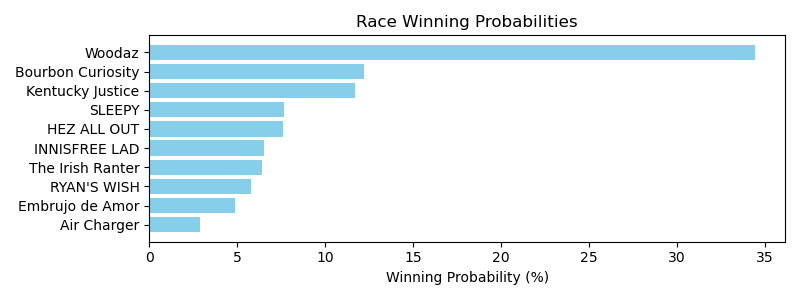 Race Winning Probabilities
Woodaz
Bourbon Curiosity
Kentucky Justice
SLEEPY
HEZ ALL OUT
INNISFREE LAD
The Irish Ranter
RYAN'S WISH
Embrujo de Amor
Air Charger
0 5 10 15 20 25 30 35
Winning Probability (%)